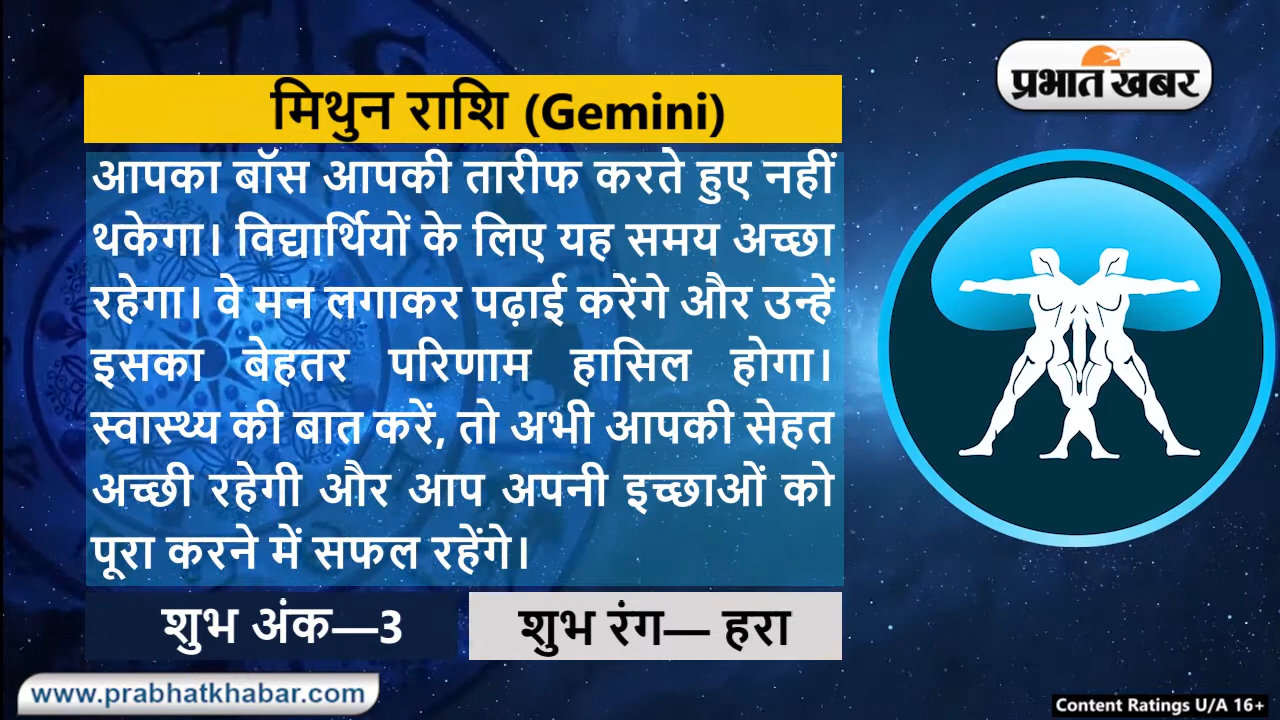 प्रभात खबर
मिथुन राशि (Gemini)
आपका बॉस आपकी तारीफ करते हुए नहीं
थकेगा। विद्यार्थियों के लिए यह समय अच्छा
रहेगा। वे मन लगाकर पढ़ाई करेंगे और उन्हें
इसका बेहतर परिणाम हासिल होगा।
स्वास्थ्य की बात करें, तो अभी आपकी सेहत
अच्छी रहेगी और आप अपनी इच्छाओं को
पूरा करने में सफल रहेंगे।
शुभ अंक—3
शुभ रंग— हरा
www.prabhatkhabar.com
Content Ratings U/A 16+